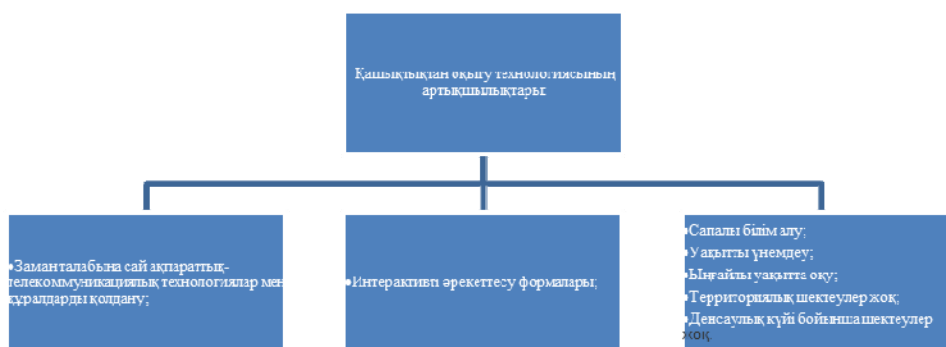 Қашықтықтан оқыту технологиясының
артықшылықтары:
•Заман талабына сай ақпараттық-
телекоммуникациялық технологиялар мен
құралдарды қолдану;
•Интерактивті әрекеттесу формалары;
•Сапалы білім алу;
•Уақытты үнемдеу;
•Ыңғайлы уақытта оқу;
•Территориялық шектеулер жоқ;
•Денсаулық күйі бойынша шектеулер
жоқ.